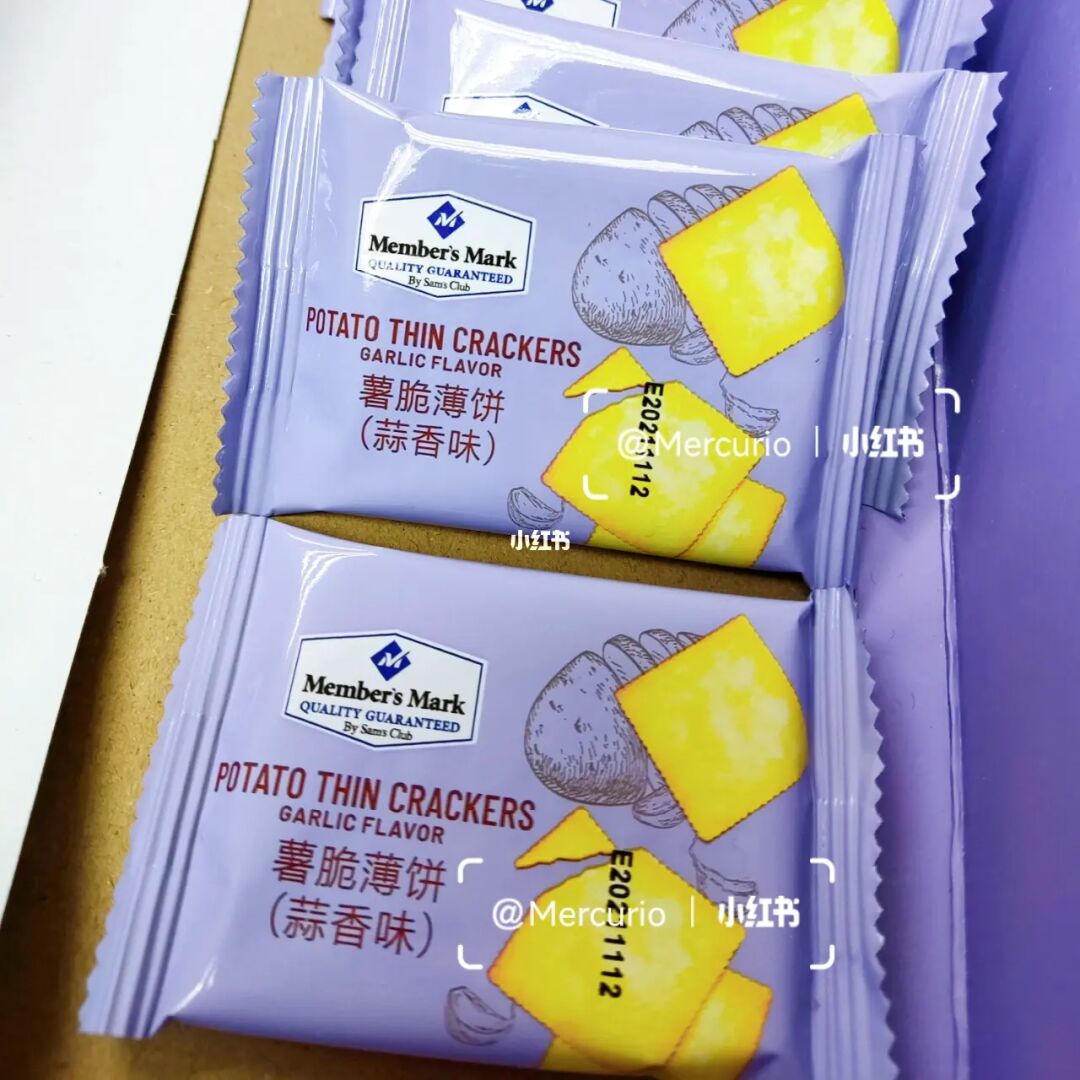 Member's Mark
QUALITY GUARANTEED
By Sam's Club
POTATO THIN CRACKERS
GARLIC FLAVOR
薯脆薄饼
(蒜香味)
E20211112
@Mercurio | 小红书
小红书
Member's Mark
QUALITY GUARANTEED
By Sam's Club
POTATO THIN CRACKERS
GARLIC FLAVOR
薯脆薄饼
(蒜香味)
E20211112
@Mercurio | 小红书